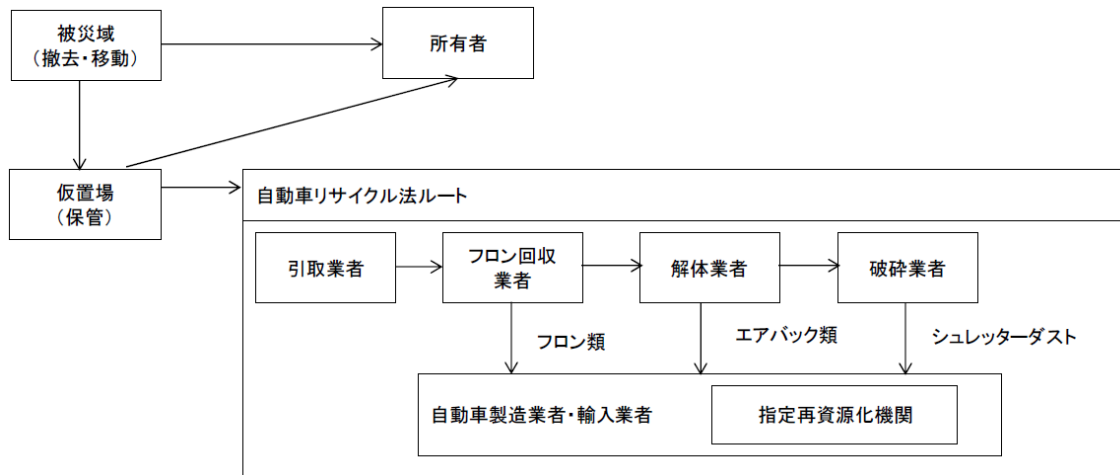 被災域
（撤去・移動）
所有者
仮置場
（保管）
自動車リサイクル法ルート
引取業者
フロン回収
業者
解体業者
破砕業者
フロン類
エアバック類
シュレッターダスト
自動車製造業者・輸入業者
指定再資源化機関